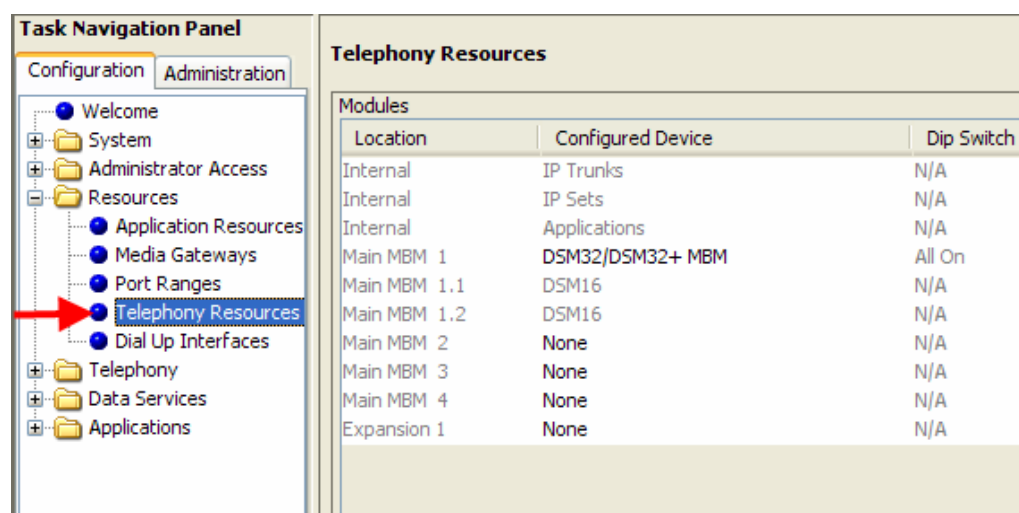 Task Navigation Panel
Configuration
Administration
Welcome
System
Administrator Access
Resources
Application Resources
Media Gateways
Port Ranges
Telephony Resources
Dial Up Interfaces
Telephony
Data Services
Applications
Telephony Resources
Modules
Location Configured Device Dip Switch
Internal IP Trunks N/A
Internal IP Sets N/A
Internal Applications N/A
Main MBM 1 DSM32/DSM32+ MBM All On
Main MBM 1.1 DSM16 N/A
Main MBM 1.2 DSM16 N/A
Main MBM 2 None N/A
Main MBM 3 None N/A
Main MBM 4 None N/A
Expansion 1 None N/A